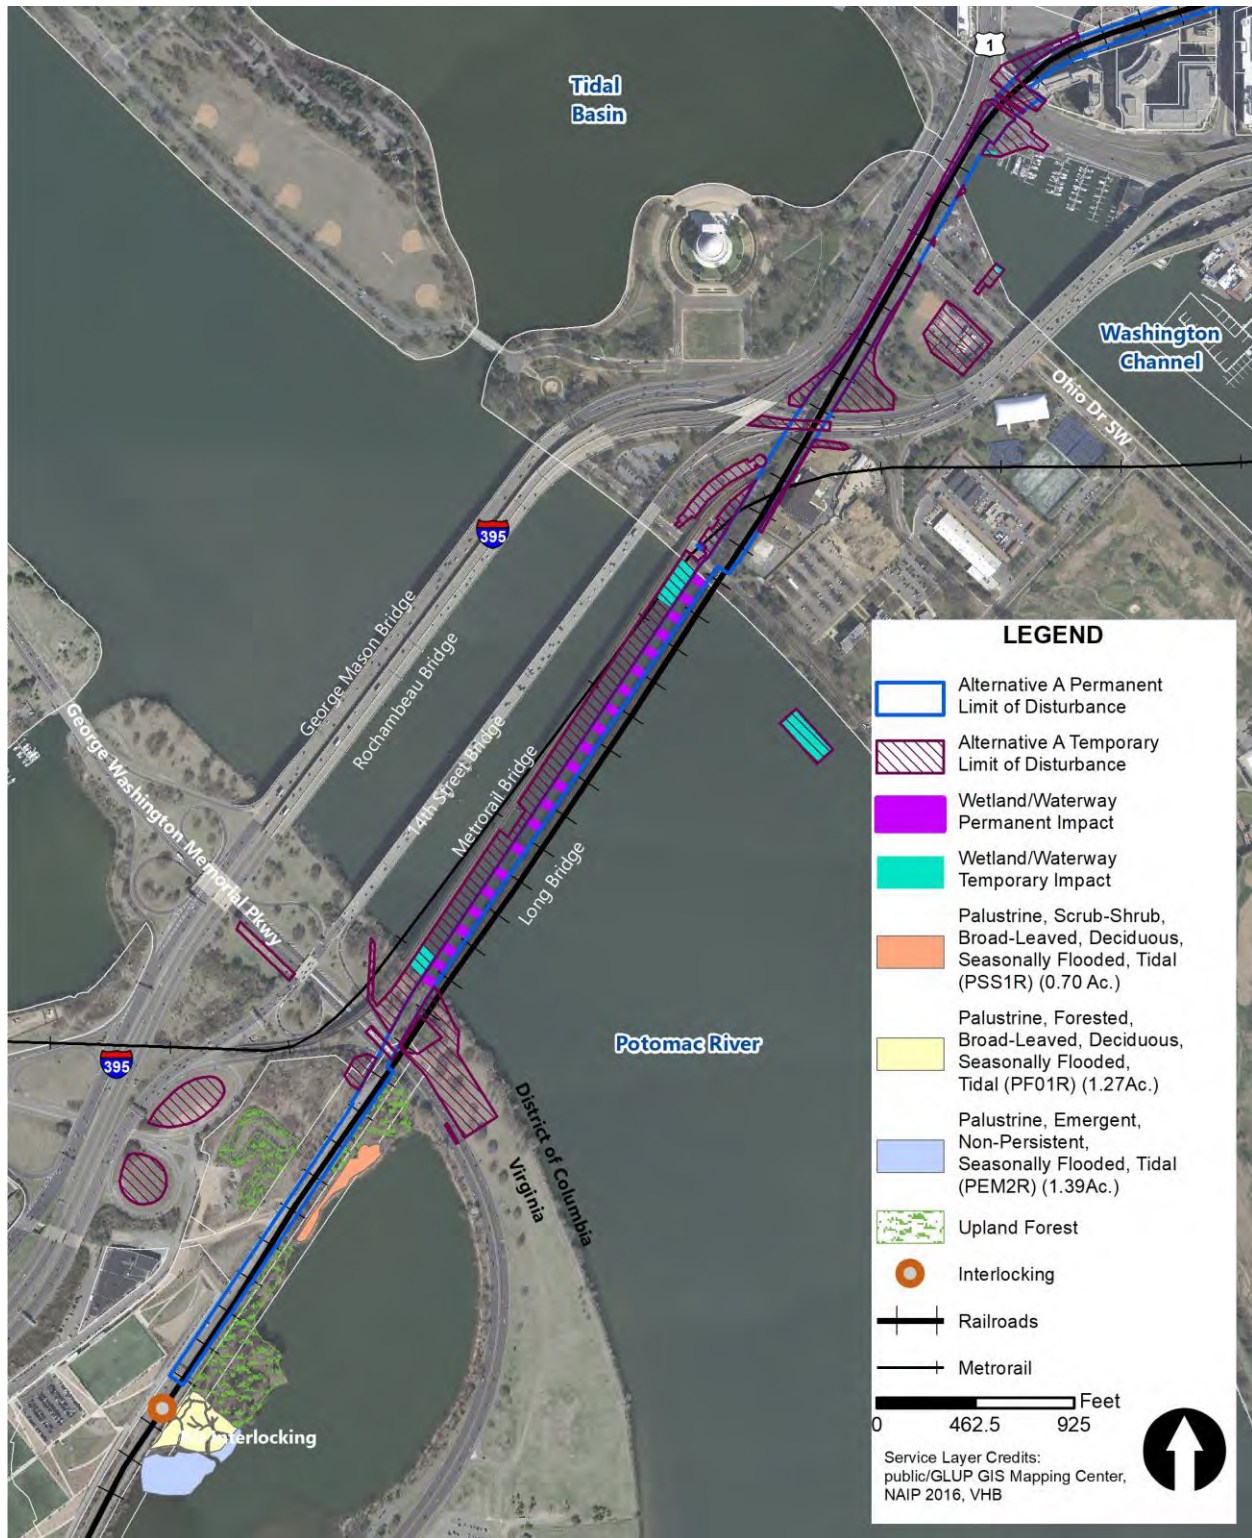 1
Tidal
Basin
Washington
Channel
Ohio Dr SW
395
George Mason Bridge
Rochambeau Bridge
14th Street Bridge
Metrorail Bridge
Long Bridge
George Washington Memorial Pkwy
Potomac River
395
District of Columbia
Virginia
Interlocking
LEGEND
Alternative A Permanent
Limit of Disturbance
Alternative A Temporary
Limit of Disturbance
Wetland/Waterway
Permanent Impact
Wetland/Waterway
Temporary Impact
Palustrine, Scrub-Shrub,
Broad-Leaved, Deciduous,
Seasonally Flooded, Tidal
(PSS1R) (0.70 Ac.)
Palustrine, Forested,
Broad-Leaved, Deciduous,
Seasonally Flooded,
Tidal (PF01R) (1.27Ac.)
Palustrine, Emergent,
Non-Persistent,
Seasonally Flooded, Tidal
(PEM2R) (1.39Ac.)
Upland Forest
Interlocking
Railroads
Metrorail
Feet
0 462.5 925
Service Layer Credits:
public/GLUP GIS Mapping Center,
NAIP 2016, VHB